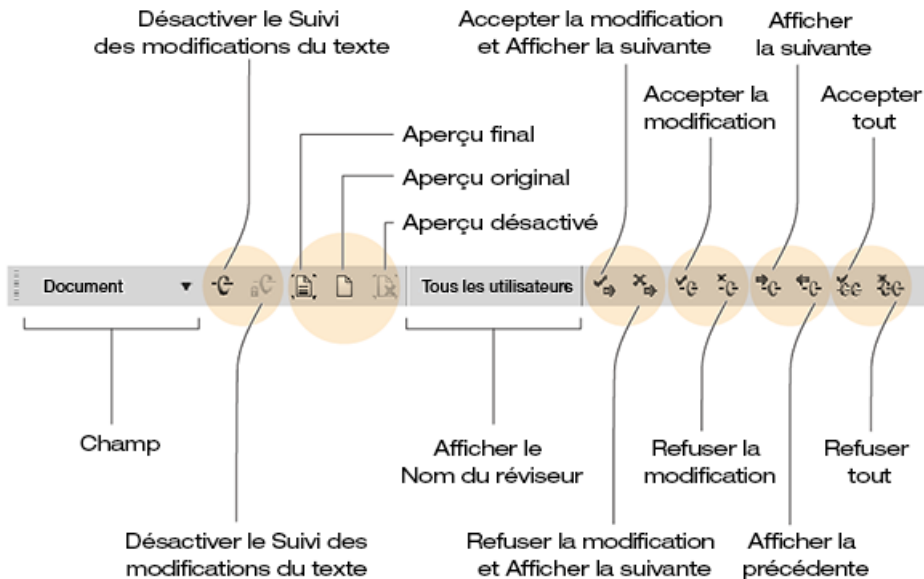 Désactiver le Suivi
des modifications du texte
Accepter la modification
et Afficher la suivante
Afficher
la suivante
Accepter la
modification
Accepter
tout
Aperçu final
Aperçu original
Aperçu désactivé
Document
Tous les utilisateurs
Champ
Afficher le
Nom du réviseur
Refuser la
modification
Refuser
tout
Désactiver le Suivi des
modifications du texte
Refuser la modification
et Afficher la suivante
Afficher la
précédente